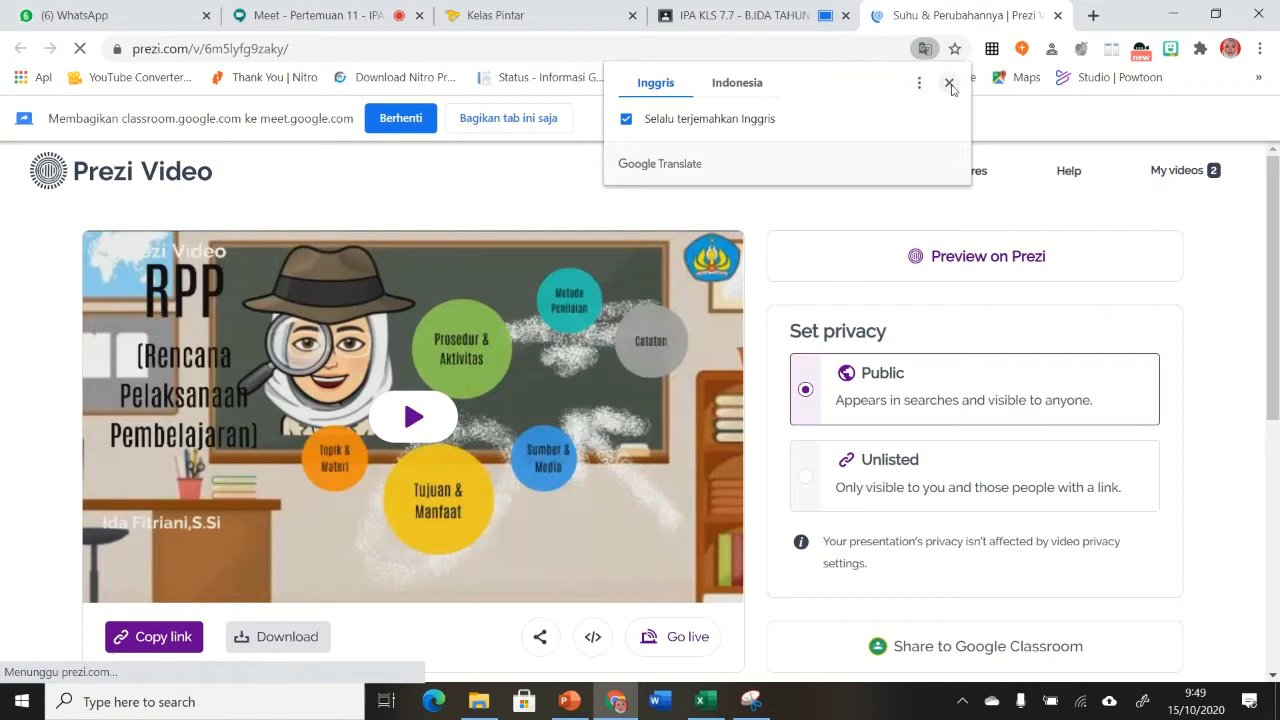 (6) WhatsApp
Meet - Pertemuan 11 - IPA
Kelas Pintar
IPA KLS 7.7 - B.IDA TAHUN
Suhu & Perubahannya | Prezi V
prezi.com/v/6m5lyfg9zaky/
new
Apl
YouTube Converter...
Thank You | Nitro
Download Nitro Pr...
Status - Informasi G...
Maps
Studio | Powtoon
»
Inggris
Indonesia
Selalu terjemahkan Inggris
Google Translate
Membagikan classroom.google.com ke meet.google.com
Berhenti
Bagikan tab ini saja
Prezi Video
res
Help
My videos 2
Prezi Video
RPP
(Rencana
Pelaksanaan
Pembelajaran)
Metode
Penilaian
Prosedur &
Aktivitas
Catatan
Topik &
Materi
Sumber &
Media
Tujuan &
Manfaat
Ida Fitriani,S.Si
Preview on Prezi
Set privacy
Public
Appears in searches and visible to anyone.
Unlisted
Only visible to you and those people with a link.
Your presentation's privacy isn't affected by video privacy
settings.
Copy link
Download
Go live
Share to Google Classroom
Menunggu prezi.com...
Type here to search
9:49
15/10/2020